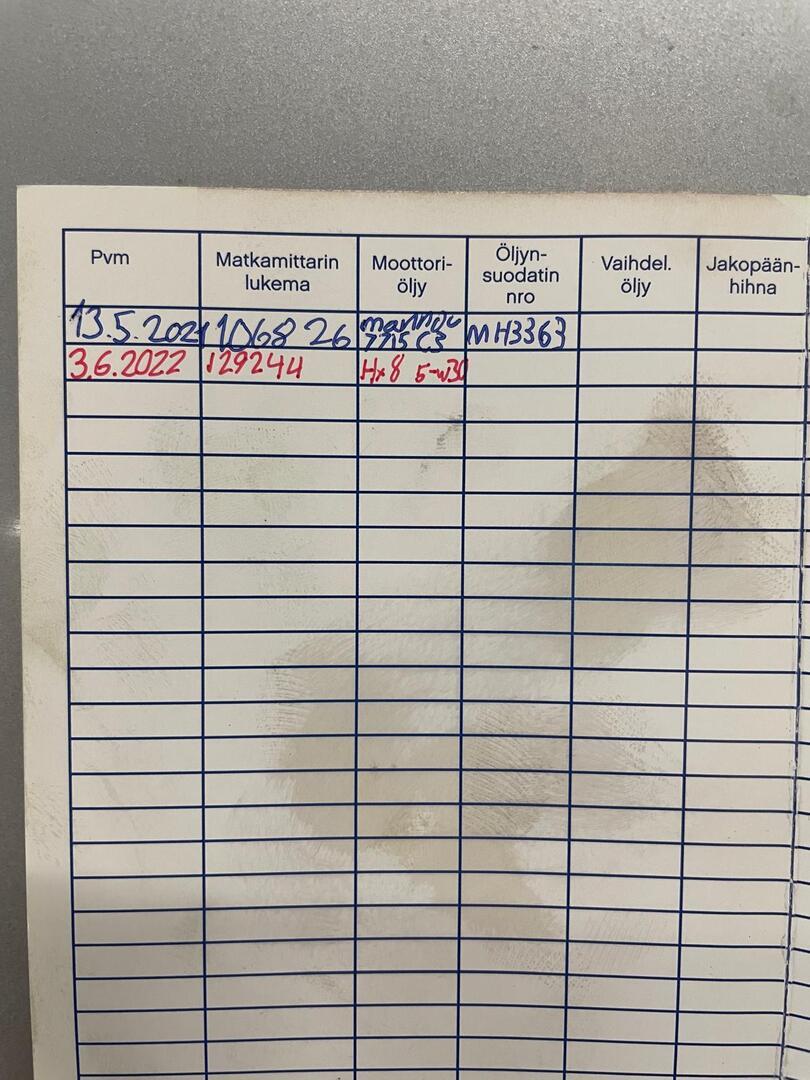 Pvm Matkamittarin lukema Moottori-öljy Öljyn-suodatin nro Vaihdel. öljy Jakopään-hihna
13.5.2021 106826 mannol 7715 C3 MH3363
3.6.2022 129244 Hx8 5-w30